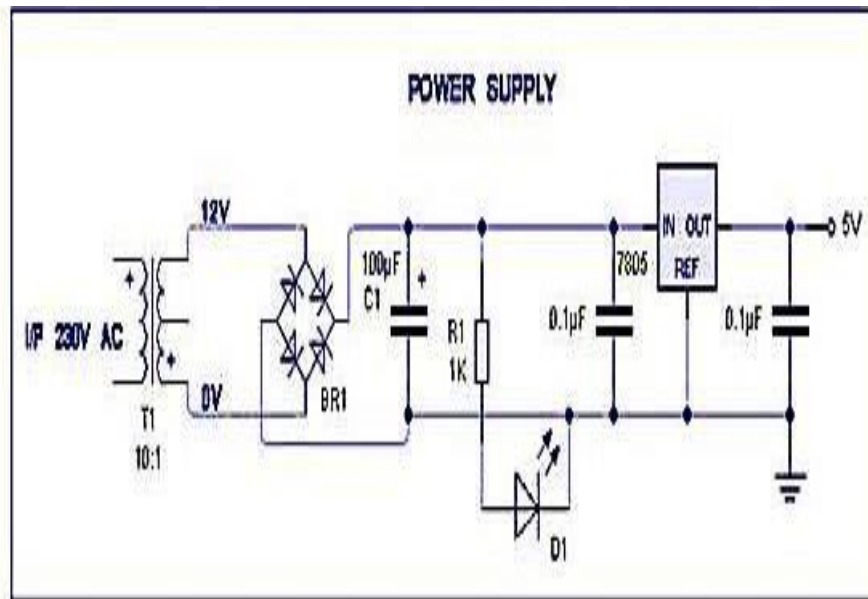 POWER SUPPLY
12V
I/P 230V AC
0V
T1
10:1
BR1
100µF
C1
R1
1K
D1
0.1µF
7805
IN OUT
REF
0.1µF
5V